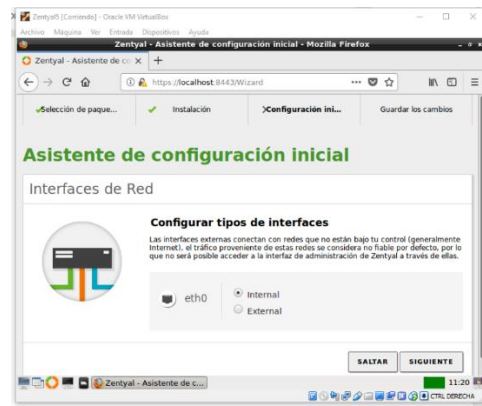 Zentyal5 [Corriendo] - Oracle VM VirtualBox
Archivo Máquina Ver Entrada Dispositivos Ayuda
Zentyal - Asistente de configuración inicial - Mozilla Firefox
Zentyal - Asistente de co
https://localhost:8443/Wizard
Selección de paque...
Instalación
Configuración ini...
Guardar los cambios
Asistente de configuración inicial
Interfaces de Red
Configurar tipos de interfaces
Las interfaces externas conectan con redes que no están bajo tu control (generalmente
Internet), el tráfico proveniente de estas redes se considera no fiable por defecto, por lo
que no será posible acceder a la interfaz de administración de Zentyal a través de ellas.
eth0
Internal
External
SALTAR
SIGUIENTE
Zentyal - Asistente de c...
11:20
CTRL DERECHA